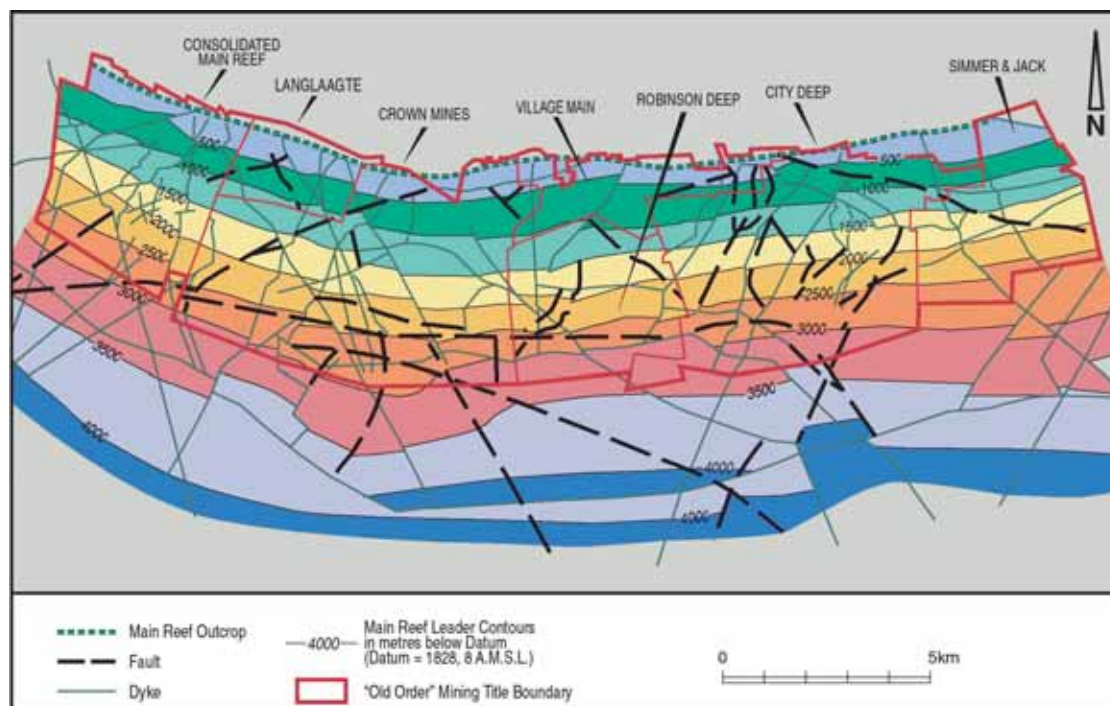 CONSOLIDATED
MAIN REEF
LANGLAAGTE
CROWN MINES
VILLAGE MAIN
ROBINSON DEEP
CITY DEEP
SIMMER & JACK
N
500
1000
1500
2000
2500
3000
3500
4000
500
1000
1500
2000
2500
3000
3500
4000
4000
Main Reef Outcrop
Fault
Dyke
4000
Main Reef Leader Contours
in metres below Datum
(Datum = 1828, 8 A.M.S.L.)
"Old Order" Mining Title Boundary
0 5km